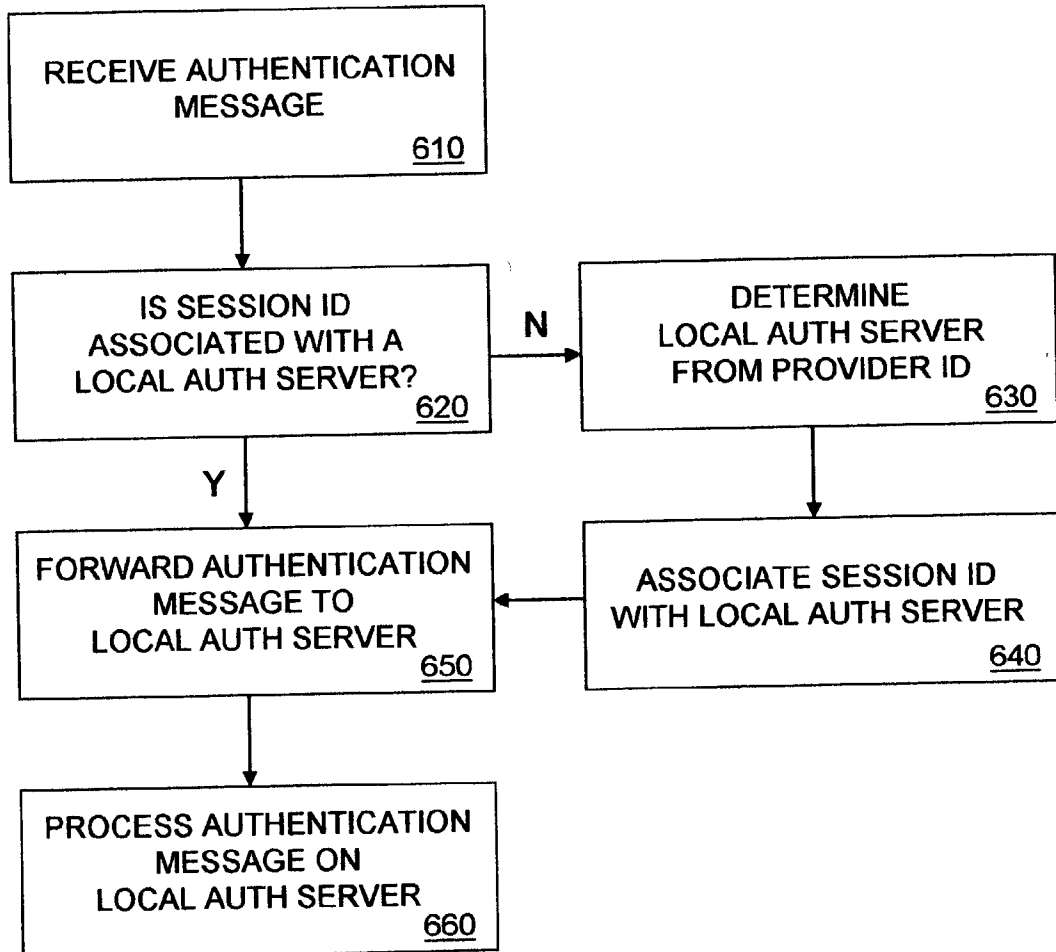 RECEIVE AUTHENTICATION
MESSAGE
610
IS SESSION ID
ASSOCIATED WITH A
LOCAL AUTH SERVER?
620
N
DETERMINE
LOCAL AUTH SERVER
FROM PROVIDER ID
630
Y
FORWARD AUTHENTICATION
MESSAGE TO
LOCAL AUTH SERVER
650
ASSOCIATE SESSION ID
WITH LOCAL AUTH SERVER
640
PROCESS AUTHENTICATION
MESSAGE ON
LOCAL AUTH SERVER
660